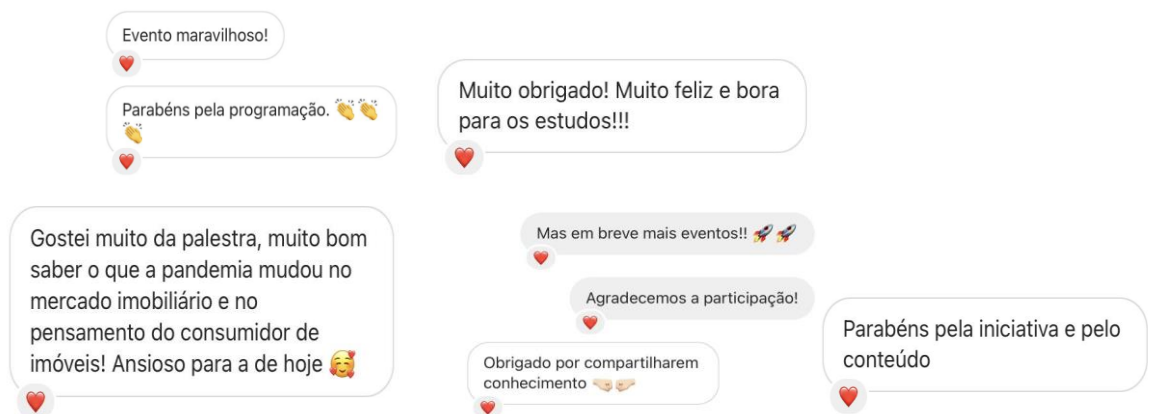 Evento maravilhoso!
Parabéns pela programação. 👏👏
👏
Muito obrigado! Muito feliz e bora
para os estudos!!!
Gostei muito da palestra, muito bom
saber o que a pandemia mudou no
mercado imobiliário e no
pensamento do consumidor de
imóveis! Ansioso para a de hoje 🥰
Mas em breve mais eventos!! 🚀🚀
Agradecemos a participação!
Obrigado por compartilharem
conhecimento 🤜🏻🤛🏻
Parabéns pela iniciativa e pelo
conteúdo